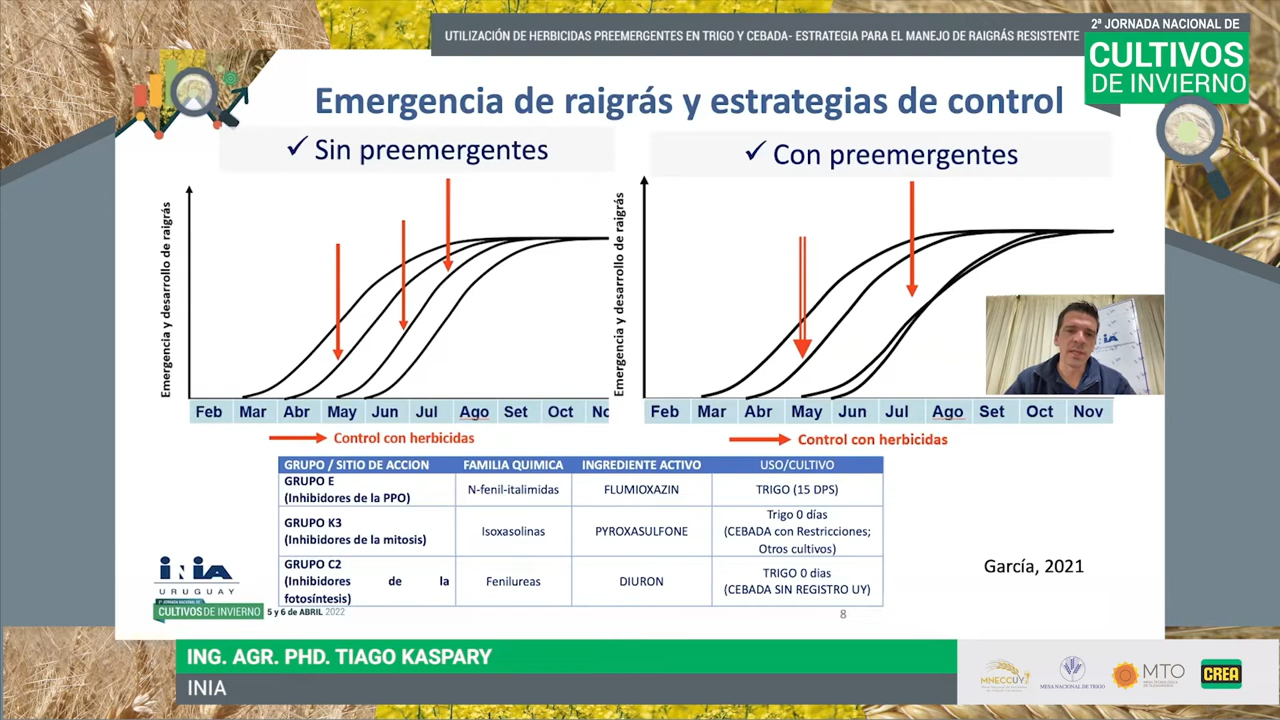 UTILIZACIÓN DE HERBICIDAS PREEMERGENTES EN TRIGO Y CEBADA- ESTRATEGIA PARA EL MANEJO DE RAIGRÁS RESISTENTE
2ª JORNADA NACIONAL DE
CULTIVOS
DE INVIERNO
Emergencia de raigrás y estrategias de control
✓ Sin preemergentes
✓ Con preemergentes
Emergencia y desarrollo de raigrás
Emergencia y desarrollo de raigrás
Feb Mar Abr May Jun Jul Ago Set Oct No
Feb Mar Abr May Jun Jul Ago Set Oct Nov
Control con herbicidas
Control con herbicidas
GRUPO / SITIO DE ACCION FAMILIA QUIMICA INGREDIENTE ACTIVO USO/CULTIVO
GRUPO E
(Inhibidores de la PPO)
N-fenil-italimidas
FLUMIOXAZIN
TRIGO (15 DPS)
GRUPO K3
(Inhibidores de la mitosis)
Isoxasolinas
PYROXASULFONE
Trigo 0 días
(CEBADA con Restricciones;
Otros cultivos)
GRUPO C2
(Inhibidores de la
fotosíntesis)
Fenilureas
DIURON
TRIGO 0 dias
(CEBADA SIN REGISTRO UY)
García, 2021
INIA
URUGUAY
CULTIVOS DE INVIERNO 5 y 6 de ABRIL 2022
8
ING. AGR. PHD. TIAGO KASPARY
INIA
MNECCUY
MESA NACIONAL DE TRIGO
MTO
CREA